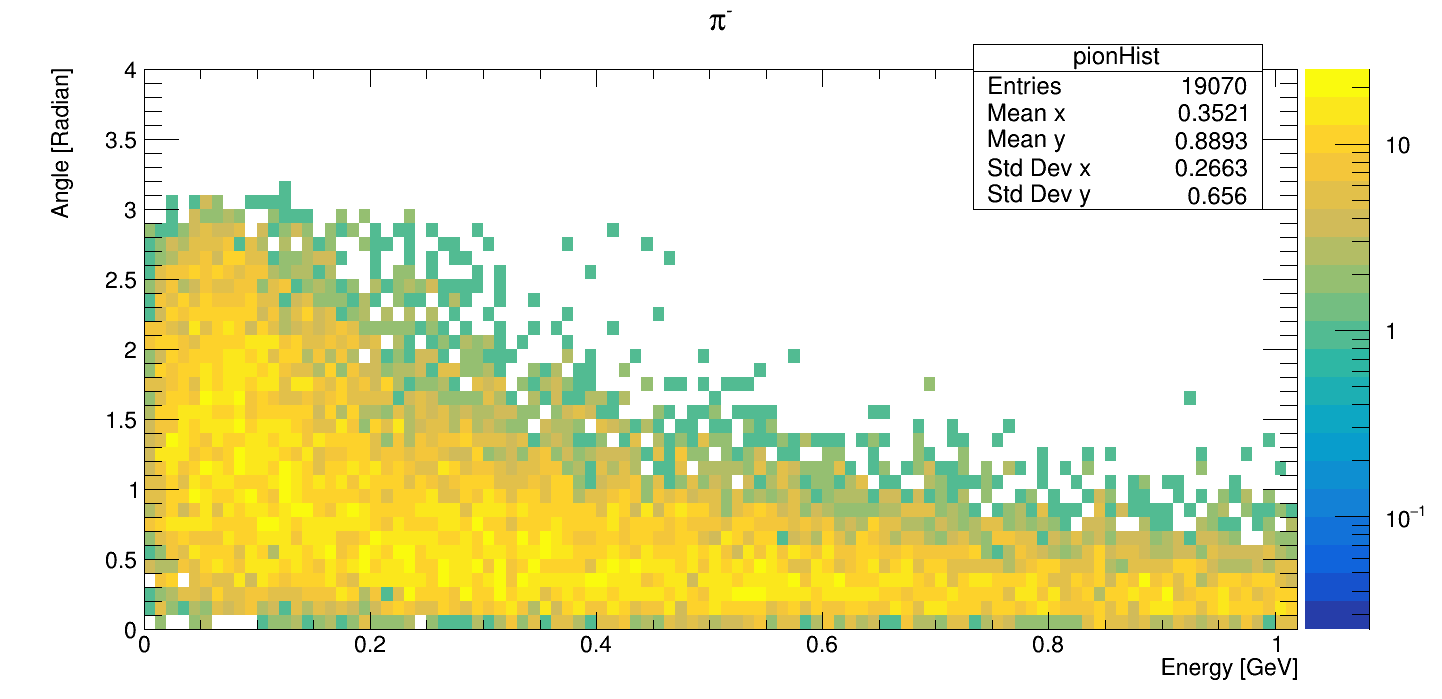 π-
pionHist
Entries 19070
Mean x 0.3521
Mean y 0.8893
Std Dev x 0.2663
Std Dev y 0.656
Angle [Radian]
4
3.5
3
2.5
2
1.5
1
0.5
0
0 0.2 0.4 0.6 0.8 1
Energy [GeV]
10
1
10−1